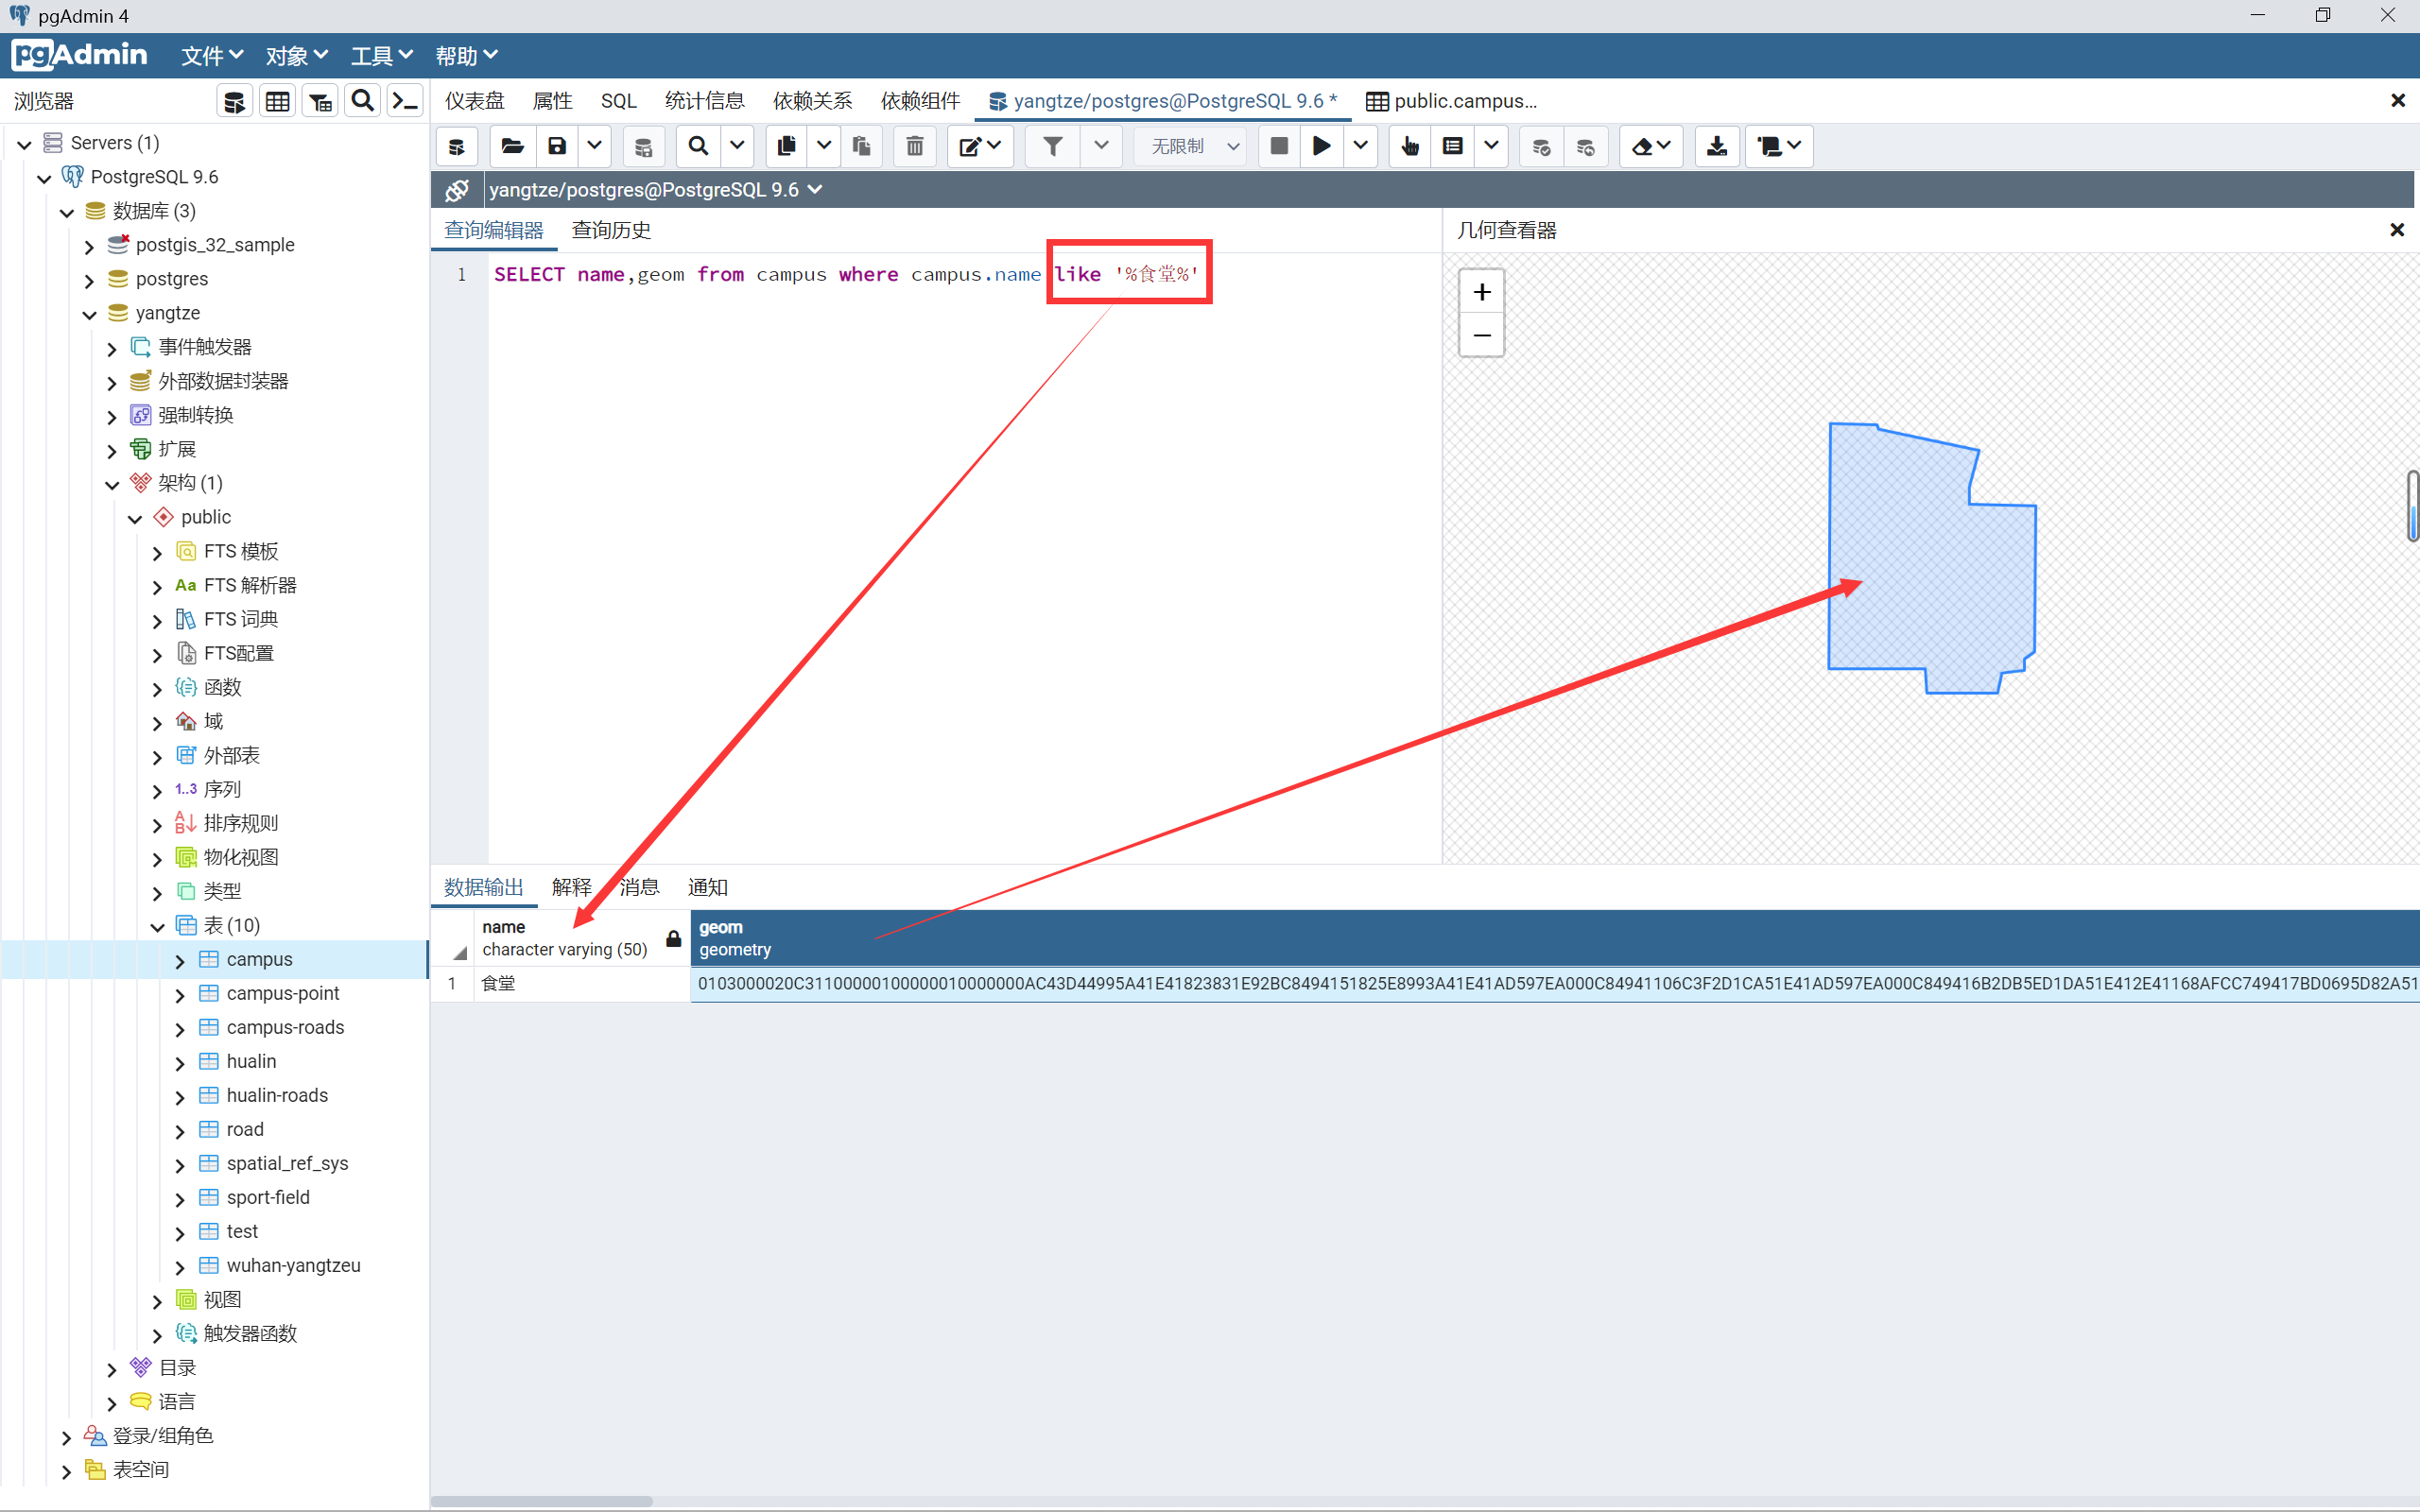 pgAdmin 4
pgAdmin 文件 对象 工具 帮助
浏览器
仪表盘 属性 SQL 统计信息 依赖关系 依赖组件 yangtze/postgres@PostgreSQL 9.6 * public.campus...
无限制
yangtze/postgres@PostgreSQL 9.6
查询编辑器 查询历史
几何查看器
1 SELECT name,geom from campus where campus.name like '%食堂%'
+
−
Servers (1)
PostgreSQL 9.6
数据库 (3)
postgis_32_sample
postgres
yangtze
事件触发器
外部数据封装器
强制转换
扩展
架构 (1)
public
FTS 模板
Aa FTS 解析器
FTS 词典
FTS配置
函数
域
外部表
1..3 序列
排序规则
物化视图
类型
表 (10)
campus
campus-point
campus-roads
hualin
hualin-roads
road
spatial_ref_sys
sport-field
test
wuhan-yangtzeu
视图
触发器函数
目录
语言
登录/组角色
表空间
数据输出 解释 消息 通知
name
character varying (50)
geom
geometry
1 食堂 0103000020C31100000100000010000000AC43D44995A41E41823831E92BC8494151825E8993A41E41AD597EA000C84941106C3F2D1CA51E41AD597EA000C849416B2DB5ED1DA51E412E41168AFCC749417BD0695D82A51